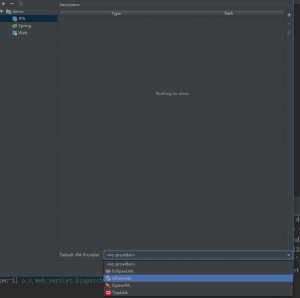 demo
JPA
Spring
Web
Descriptors
Type
Path
Nothing to show
Default JPA Provider
<no provider>
<no provider>
EclipseLink
Hibernate
OpenJPA
TopLink
o.s.web.servlet.Dispatc